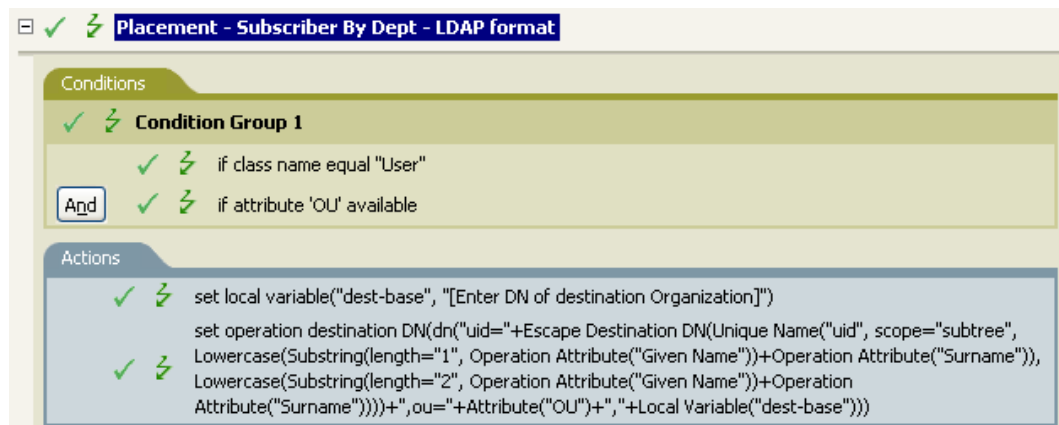 Placement - Subscriber By Dept - LDAP format
Conditions
Condition Group 1
if class name equal "User"
And
if attribute 'OU' available
Actions
set local variable("dest-base", "[Enter DN of destination Organization]")
set operation destination DN(dn("uid="+Escape Destination DN(Unique Name("uid", scope="subtree",
Lowercase(Substring(length="1", Operation Attribute("Given Name"))+Operation Attribute("Surname")),
Lowercase(Substring(length="2", Operation Attribute("Given Name"))+Operation
Attribute("Surname"))))+",ou="+Attribute("OU")+","+Local Variable("dest-base")))